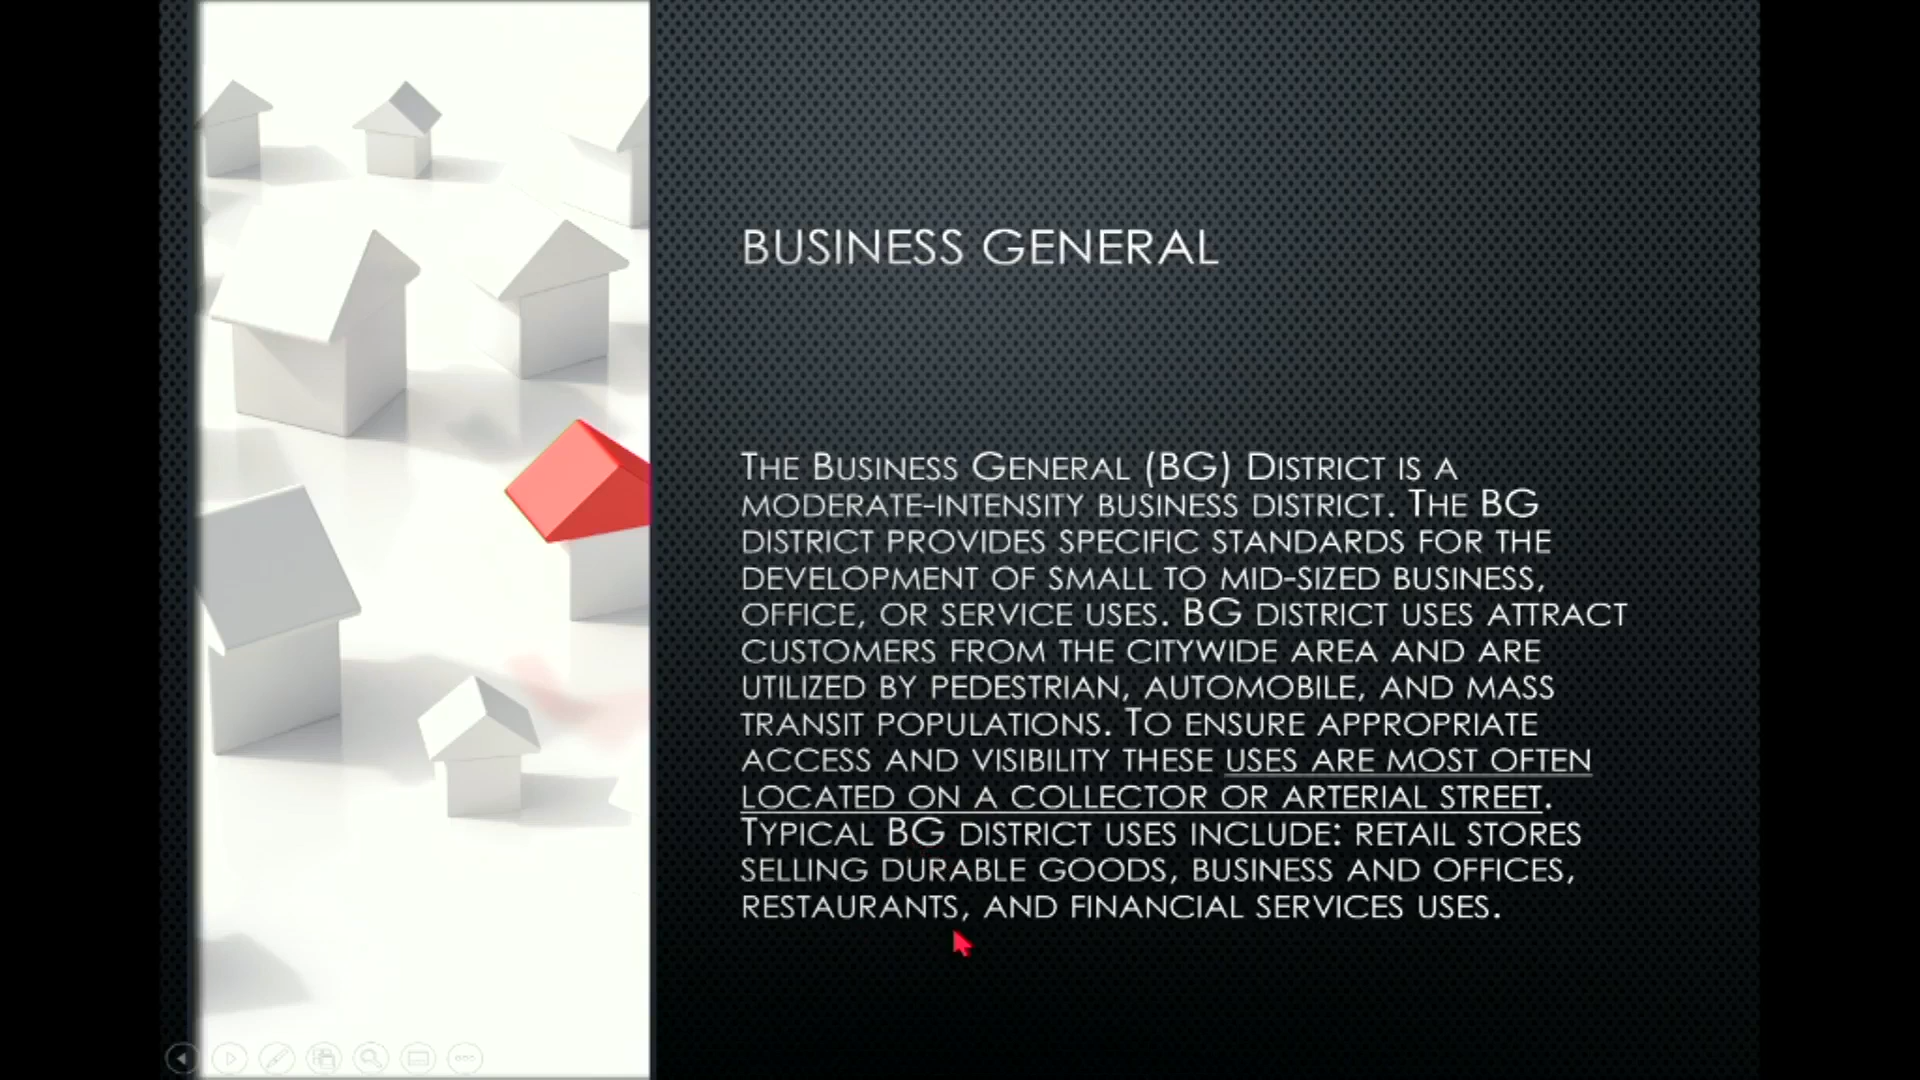 BUSINESS GENERAL
THE BUSINESS GENERAL (BG) DISTRICT IS A
MODERATE-INTENSITY BUSINESS DISTRICT. THE BG
DISTRICT PROVIDES SPECIFIC STANDARDS FOR THE
DEVELOPMENT OF SMALL TO MID-SIZED BUSINESS,
OFFICE, OR SERVICE USES. BG DISTRICT USES ATTRACT
CUSTOMERS FROM THE CITYWIDE AREA AND ARE
UTILIZED BY PEDESTRIAN, AUTOMOBILE, AND MASS
TRANSIT POPULATIONS. TO ENSURE APPROPRIATE
ACCESS AND VISIBILITY THESE USES ARE MOST OFTEN
LOCATED ON A COLLECTOR OR ARTERIAL STREET.
TYPICAL BG DISTRICT USES INCLUDE: RETAIL STORES
SELLING DURABLE GOODS, BUSINESS AND OFFICES,
RESTAURANTS, AND FINANCIAL SERVICES USES.